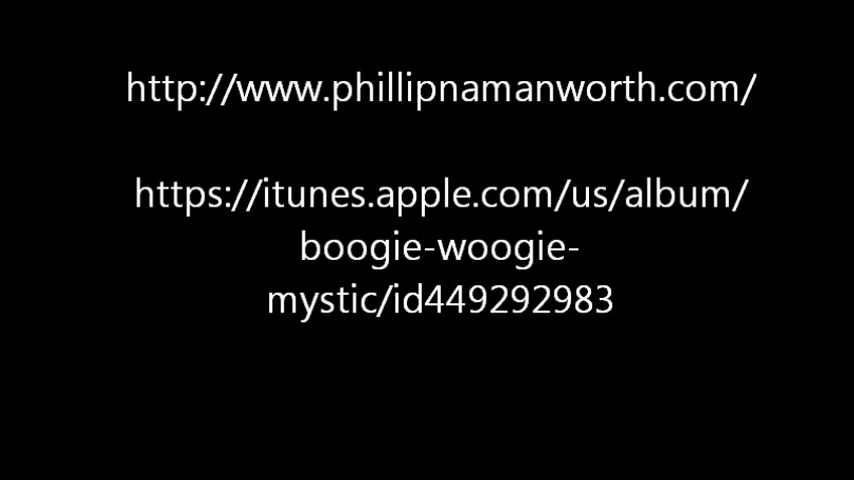 http://www.phillipnamanworth.com/
https://itunes.apple.com/us/album/
boogie-woogie-
mystic/id449292983